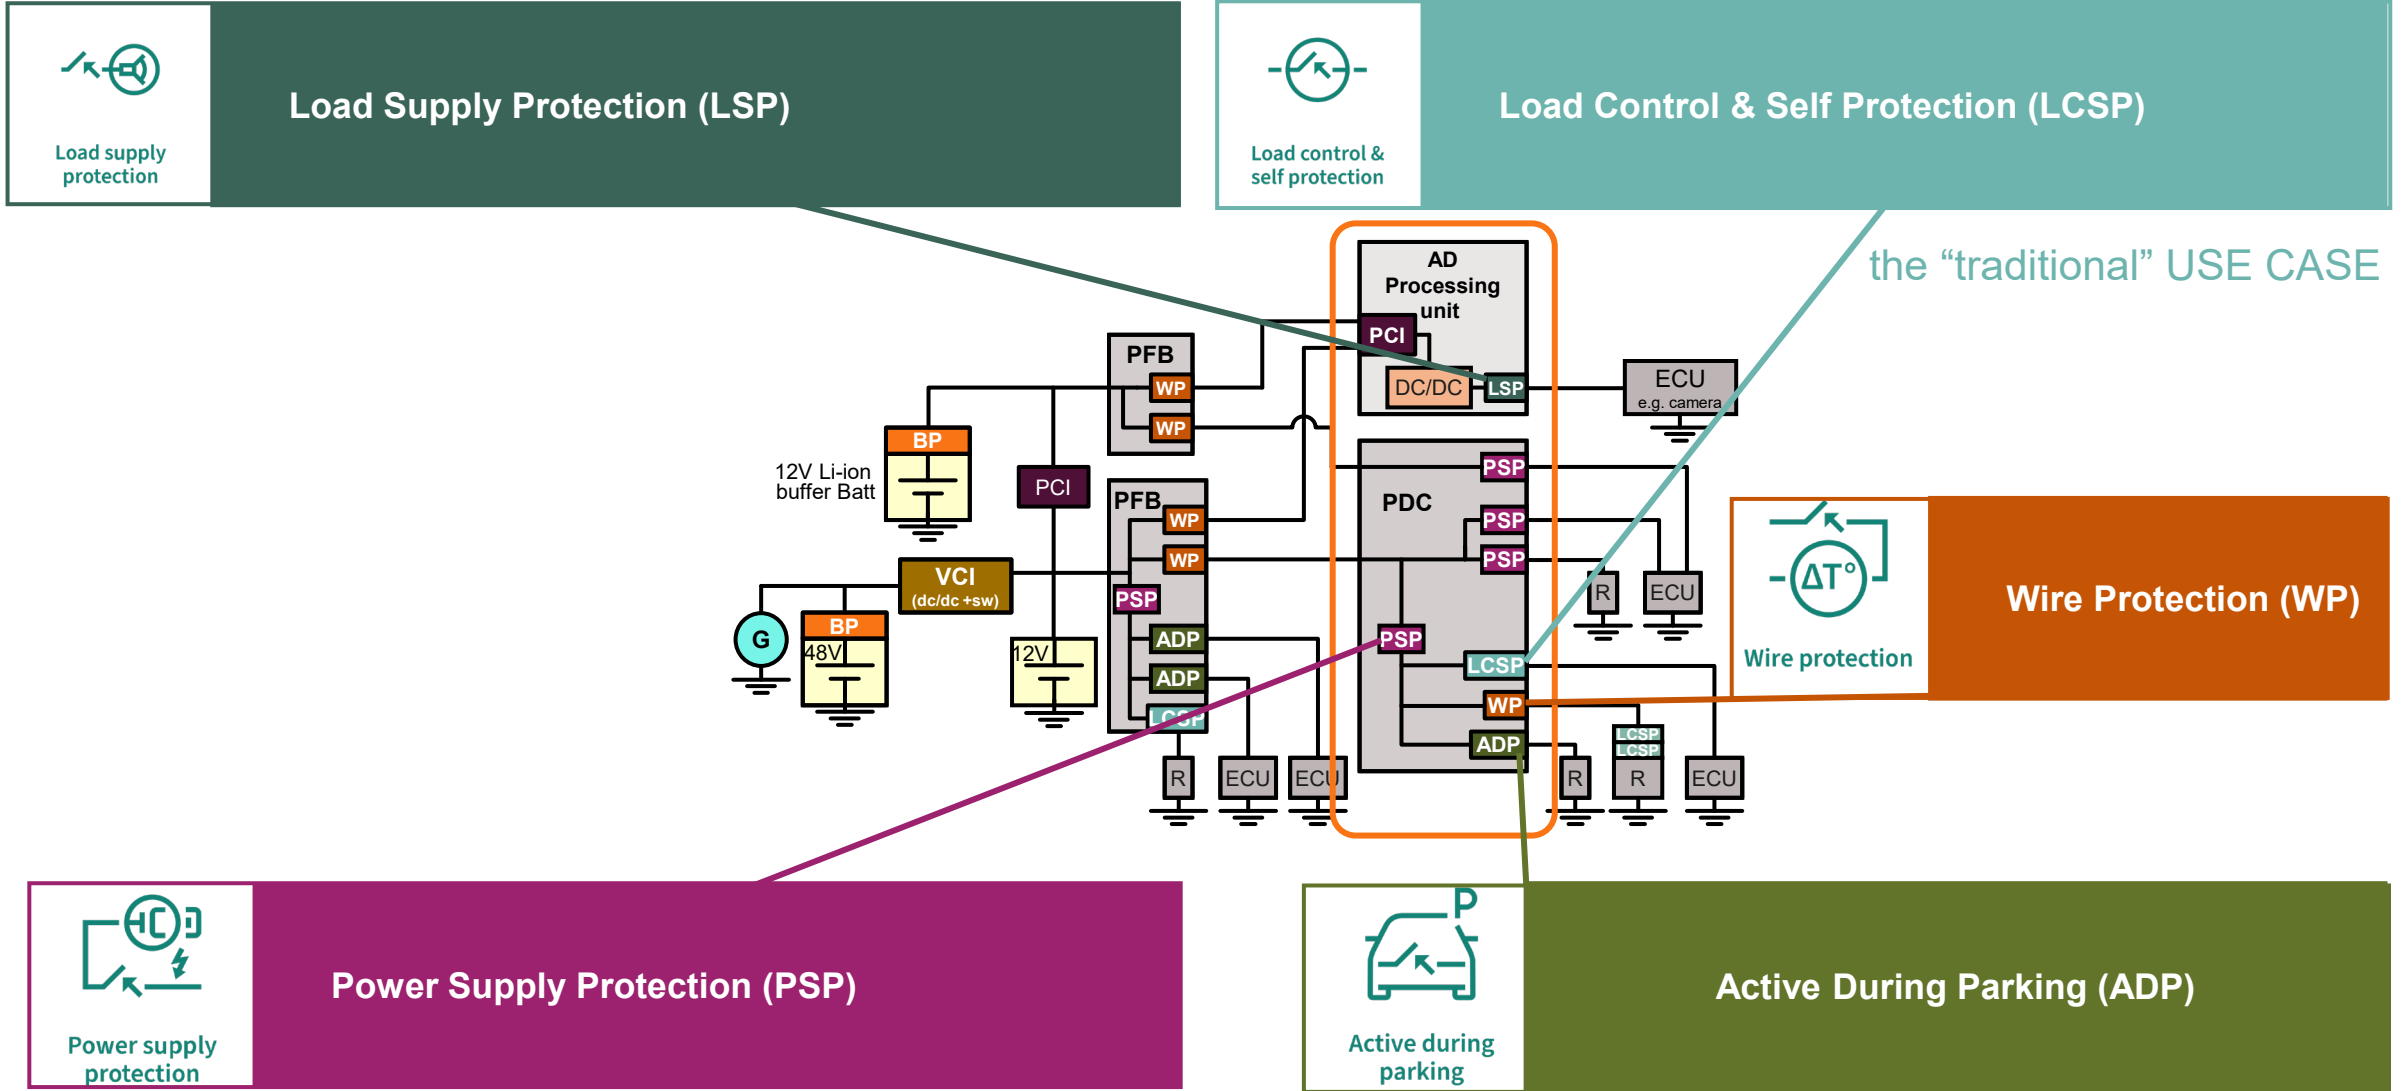 Load supply
protection
Load Supply Protection (LSP)
Load control &
self protection
Load Control & Self Protection (LCSP)
the “traditional” USE CASE
AD
Processing
unit
PCI
DC/DC
LSP
ECU
e.g. camera
PFB
WP
WP
BP
12V Li-ion
buffer Batt
PCI
PFB
WP
WP
PSP
ADP
ADP
LCSP
VCI
(dc/dc +sw)
G
BP
48V
12V
R
ECU
ECU
PDC
PSP
PSP
PSP
PSP
LCSP
WP
ADP
R
ECU
R
LCSP
LCSP
R
ECU
ΔT°
Wire protection
Wire Protection (WP)
Power supply
protection
Power Supply Protection (PSP)
P
Active during
parking
Active During Parking (ADP)